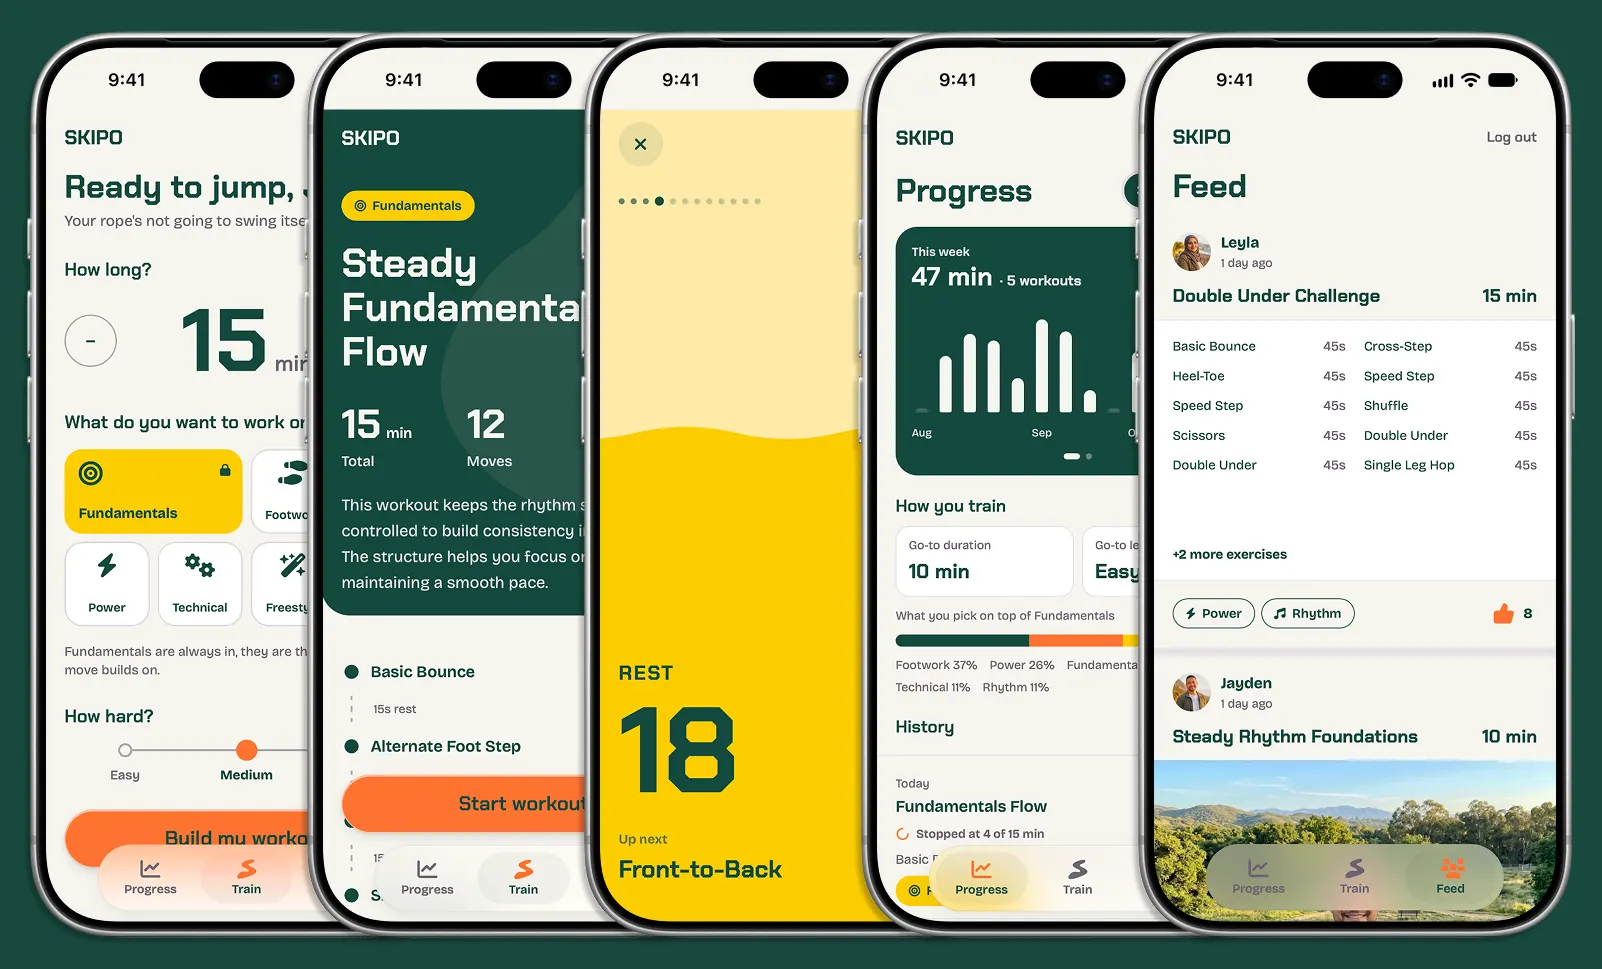 9:41
SKIPO
Ready to jump,
Your rope's not going to swing itse
How long?
-
15 min
What do you want to work or
Fundamentals
Footwo
Power
Technical
Freesty
Fundamentals are always in, they are th
move builds on.
How hard?
Easy
Medium
Build my worko
Progress
Train
9:41
SKIPO
Fundamentals
Steady
Fundamenta
Flow
15 min
Total
12
Moves
This workout keeps the rhythm s
controlled to build consistency i
The structure helps you focus or
maintaining a smooth pace.
Basic Bounce
15s rest
Alternate Foot Step
Start workout
15
S
Progress
Train
9:41
REST
18
Up next
Front-to-Back
9:41
SKIPO
Progress
This week
47 min · 5 workouts
Aug
Sep
O
How you train
Go-to duration
10 min
Go-to le
Easy
What you pick on top of Fundamentals
Footwork 37% Power 26% Fundamenta
Technical 11% Rhythm 11%
History
Today
Fundamentals Flow
Stopped at 4 of 15 min
Basic
Progress
Train
9:41
SKIPO
Log out
Feed
Leyla
1 day ago
Double Under Challenge 15 min
Basic Bounce 45s Cross-Step 45s
Heel-Toe 45s Speed Step 45s
Speed Step 45s Shuffle 45s
Scissors 45s Double Under 45s
Double Under 45s Single Leg Hop 45s
+2 more exercises
Power
Rhythm
8
Jayden
1 day ago
Steady Rhythm Foundations 10 min
Progress
Train
Feed